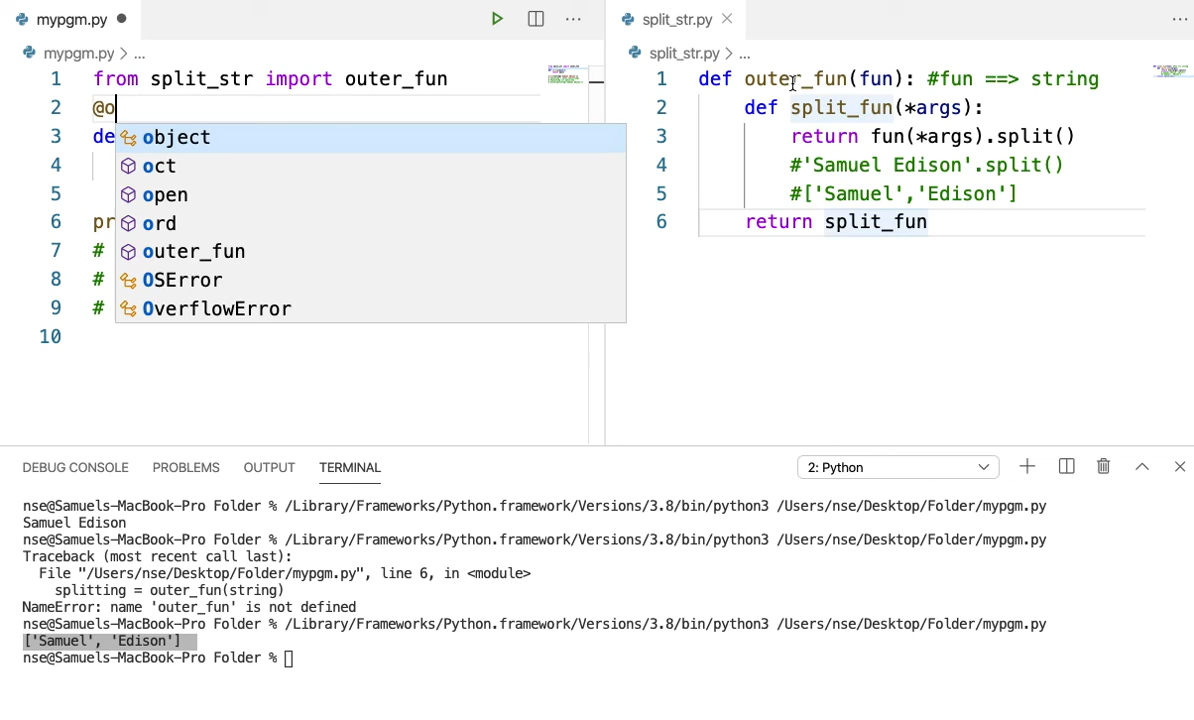 mypgm.py
split_str.py
mypgm.py > ...
split_str.py > ...
1 from split_str import outer_fun
2 @o
3 de
4
5
6 pr
7 #
8 #
9 #
10
object
oct
open
ord
outer_fun
OSError
OverflowError
1 def outer_fun(fun): #fun ==> string
2 def split_fun(*args):
3 return fun(*args).split()
4 #'Samuel Edison'.split()
5 #['Samuel','Edison']
6 return split_fun
DEBUG CONSOLE PROBLEMS OUTPUT TERMINAL
2: Python
nse@Samuels-MacBook-Pro Folder % /Library/Frameworks/Python.framework/Versions/3.8/bin/python3 /Users/nse/Desktop/Folder/mypgm.py
Samuel Edison
nse@Samuels-MacBook-Pro Folder % /Library/Frameworks/Python.framework/Versions/3.8/bin/python3 /Users/nse/Desktop/Folder/mypgm.py
Traceback (most recent call last):
File "/Users/nse/Desktop/Folder/mypgm.py", line 6, in <module>
splitting = outer_fun(string)
NameError: name 'outer_fun' is not defined
nse@Samuels-MacBook-Pro Folder % /Library/Frameworks/Python.framework/Versions/3.8/bin/python3 /Users/nse/Desktop/Folder/mypgm.py
['Samuel', 'Edison']
nse@Samuels-MacBook-Pro Folder %